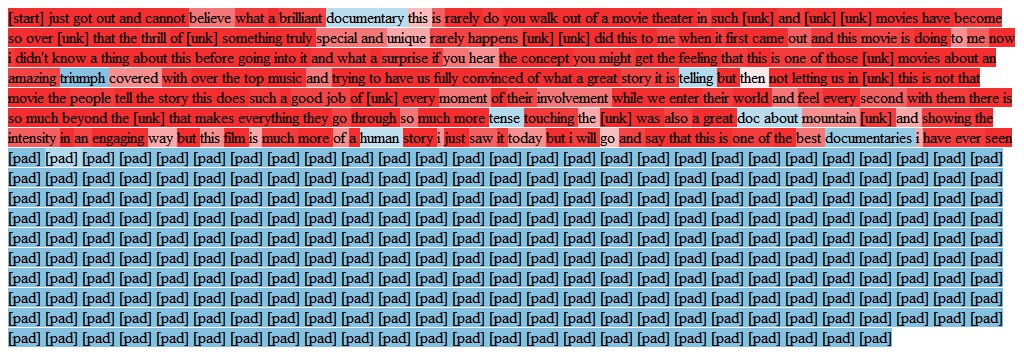 [start] just got out and cannot believe what a brilliant documentary this is rarely do you walk out of a movie theater in such [unk] and [unk] [unk] movies have become
so over [unk] that the thrill of [unk] something truly special and unique rarely happens [unk] [unk] did this to me when it first came out and this movie is doing to me now
i didn't know a thing about this before going into it and what a surprise if you hear the concept you might get the feeling that this is one of those [unk] movies about an
amazing triumph covered with over the top music and trying to have us fully convinced of what a great story it is telling but then not letting us in [unk] this is not that
movie the people tell the story this does such a good job of [unk] every moment of their involvement while we enter their world and feel every second with them there is
so much beyond the [unk] that makes everything they go through so much more tense touching the [unk] was also a great doc about mountain [unk] and showing the
intensity in an engaging way but this film is much more of a human story i just saw it today but i will go and say that this is one of the best documentaries i have ever seen
[pad] [pad] [pad] [pad] [pad] [pad] [pad] [pad] [pad] [pad] [pad] [pad] [pad] [pad] [pad] [pad] [pad] [pad] [pad] [pad] [pad] [pad] [pad] [pad] [pad] [pad] [pad]
[pad] [pad] [pad] [pad] [pad] [pad] [pad] [pad] [pad] [pad] [pad] [pad] [pad] [pad] [pad] [pad] [pad] [pad] [pad] [pad] [pad] [pad] [pad] [pad] [pad] [pad] [pad]
[pad] [pad] [pad] [pad] [pad] [pad] [pad] [pad] [pad] [pad] [pad] [pad] [pad] [pad] [pad] [pad] [pad] [pad] [pad] [pad] [pad] [pad] [pad] [pad] [pad] [pad] [pad]
[pad] [pad] [pad] [pad] [pad] [pad] [pad] [pad] [pad] [pad] [pad] [pad] [pad] [pad] [pad] [pad] [pad] [pad] [pad] [pad] [pad] [pad] [pad] [pad] [pad] [pad] [pad]
[pad] [pad] [pad] [pad] [pad] [pad] [pad] [pad] [pad] [pad] [pad] [pad] [pad] [pad] [pad] [pad] [pad] [pad] [pad] [pad] [pad] [pad] [pad] [pad] [pad] [pad] [pad]
[pad] [pad] [pad] [pad] [pad] [pad] [pad] [pad] [pad] [pad] [pad] [pad] [pad] [pad] [pad] [pad] [pad] [pad] [pad] [pad] [pad] [pad] [pad] [pad] [pad] [pad] [pad]
[pad] [pad] [pad] [pad] [pad] [pad] [pad] [pad] [pad] [pad] [pad] [pad] [pad] [pad] [pad] [pad] [pad] [pad] [pad] [pad] [pad] [pad] [pad] [pad] [pad] [pad] [pad]
[pad] [pad] [pad] [pad] [pad] [pad] [pad] [pad] [pad] [pad] [pad] [pad] [pad] [pad] [pad] [pad] [pad] [pad] [pad] [pad] [pad] [pad] [pad] [pad] [pad] [pad] [pad]
[pad] [pad] [pad] [pad] [pad] [pad] [pad] [pad] [pad] [pad] [pad] [pad] [pad] [pad] [pad] [pad] [pad] [pad] [pad] [pad] [pad] [pad] [pad] [pad] [pad] [pad] [pad]
[pad] [pad] [pad] [pad] [pad] [pad] [pad] [pad] [pad] [pad] [pad] [pad] [pad] [pad] [pad] [pad] [pad] [pad] [pad] [pad] [pad] [pad] [pad] [pad]